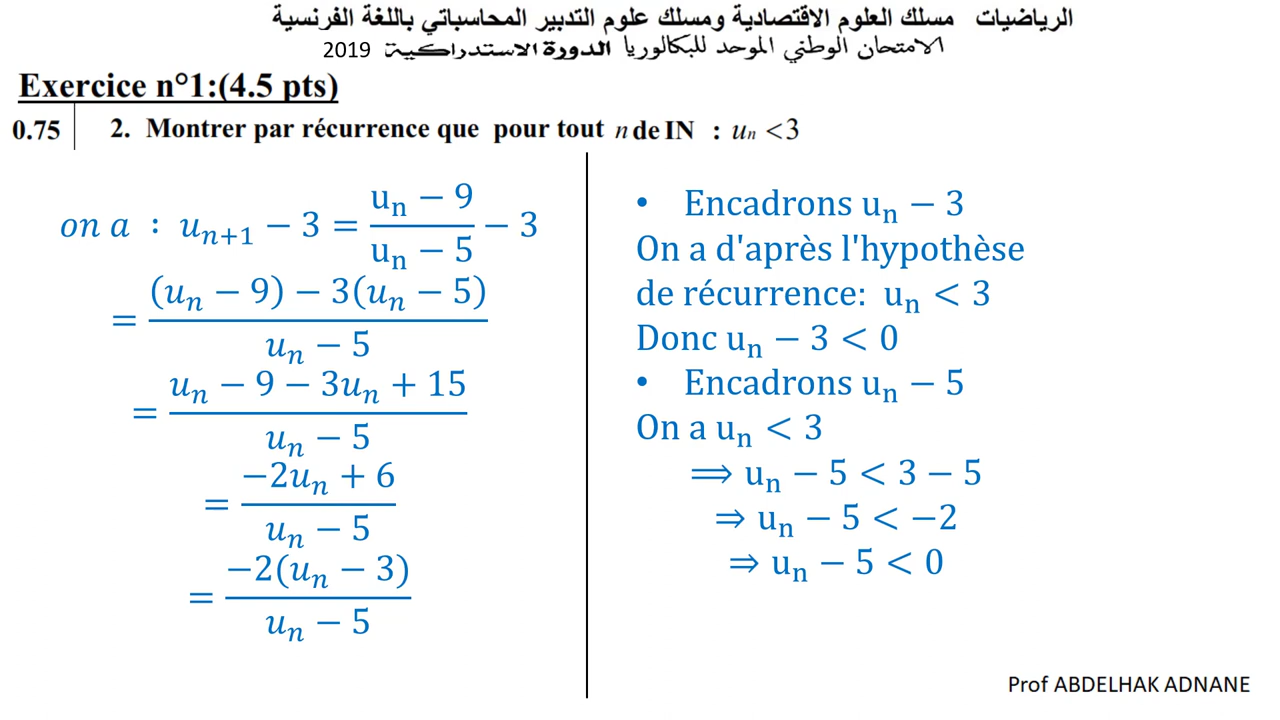 الرياضيات مسلك العلوم الاقتصادية ومسلك علوم التدبير المحاسباتي باللغة الفرنسية
الامتحان الوطني الموحد للبكالوريا الدورة الاستدراكية 2019
Exercice n°1:(4.5 pts)
0.75 2. Montrer par récurrence que pour tout n de IN : uₙ <3
on a : uₙ₊₁ − 3 = (uₙ − 9)/(uₙ − 5) − 3
= ((uₙ − 9) − 3(uₙ − 5))/(uₙ − 5)
= (uₙ − 9 − 3uₙ + 15)/(uₙ − 5)
= (−2uₙ + 6)/(uₙ − 5)
= (−2(uₙ − 3))/(uₙ − 5)
• Encadrons uₙ − 3
On a d'après l'hypothèse
de récurrence: uₙ < 3
Donc uₙ − 3 < 0
• Encadrons uₙ − 5
On a uₙ < 3
⟹ uₙ − 5 < 3 − 5
⇒ uₙ − 5 < −2
⇒ uₙ − 5 < 0
Prof ABDELHAK ADNANE